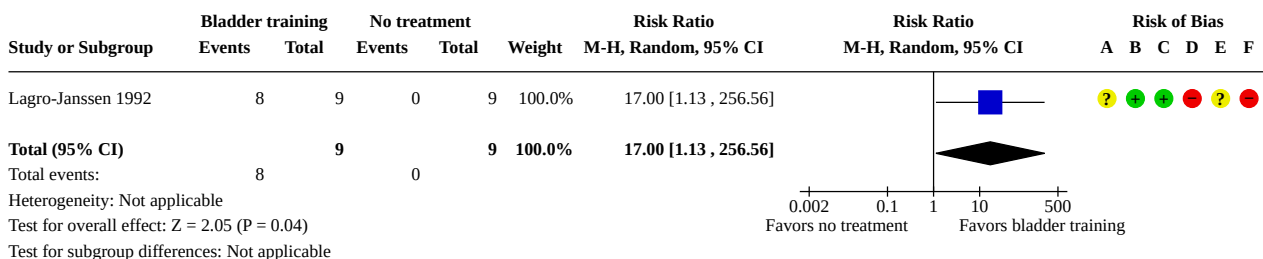 Bladder training No treatment Risk Ratio Risk Ratio Risk of Bias
Study or Subgroup Events Total Events Total Weight M-H, Random, 95% CI M-H, Random, 95% CI A B C D E F
Lagro-Janssen 1992 8 9 0 9 100.0% 17.00 [1.13 , 256.56] ? + + − ? −
Total (95% CI) 9 9 100.0% 17.00 [1.13 , 256.56]
Total events: 8 0
Heterogeneity: Not applicable 0.002 0.1 1 10 500
Test for overall effect: Z = 2.05 (P = 0.04) Favors no treatment Favors bladder training
Test for subgroup differences: Not applicable